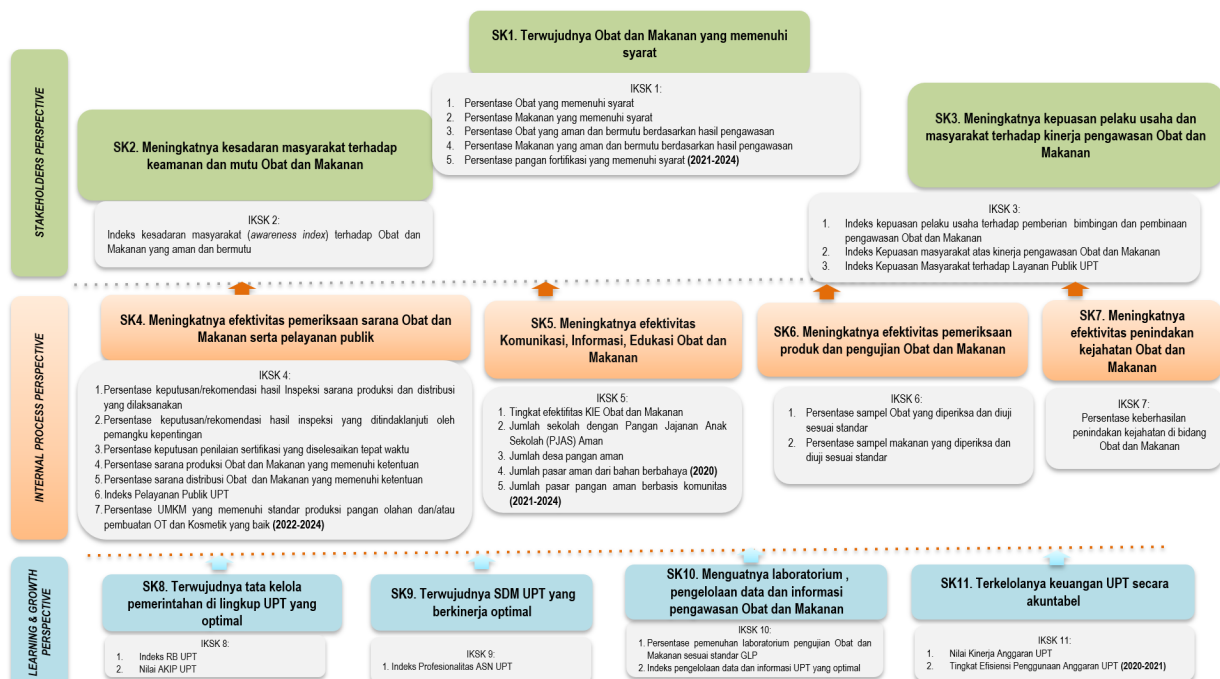 STAKEHOLDERS PERSPECTIVE
SK1. Terwujudnya Obat dan Makanan yang memenuhi
syarat
IKSK 1:
1. Persentase Obat yang memenuhi syarat
2. Persentase Makanan yang memenuhi syarat
3. Persentase Obat yang aman dan bermutu berdasarkan hasil pengawasan
4. Persentase Makanan yang aman dan bermutu berdasarkan hasil pengawasan
5. Persentase pangan fortifikasi yang memenuhi syarat (2021-2024)
SK2. Meningkatnya kesadaran masyarakat terhadap
keamanan dan mutu Obat dan Makanan
IKSK 2:
Indeks kesadaran masyarakat (awareness index) terhadap Obat dan
Makanan yang aman dan bermutu
SK3. Meningkatnya kepuasan pelaku usaha dan
masyarakat terhadap kinerja pengawasan Obat dan
Makanan
IKSK 3:
1. Indeks kepuasan pelaku usaha terhadap pemberian bimbingan dan pembinaan
pengawasan Obat dan Makanan
2. Indeks Kepuasan masyarakat atas kinerja pengawasan Obat dan Makanan
3. Indeks Kepuasan Masyarakat terhadap Layanan Publik UPT
INTERNAL PROCESS PERSPECTIVE
SK4. Meningkatnya efektivitas pemeriksaan sarana Obat dan
Makanan serta pelayanan publik
IKSK 4:
1. Persentase keputusan/rekomendasi hasil Inspeksi sarana produksi dan distribusi
yang dilaksanakan
2. Persentase keputusan/rekomendasi hasil inspeksi yang ditindaklanjuti oleh
pemangku kepentingan
3. Persentase keputusan penilaian sertifikasi yang diselesaikan tepat waktu
4. Persentase sarana produksi Obat dan Makanan yang memenuhi ketentuan
5. Persentase sarana distribusi Obat dan Makanan yang memenuhi ketentuan
6. Indeks Pelayanan Publik UPT
7. Persentase UMKM yang memenuhi standar produksi pangan olahan dan/atau
pembuatan OT dan Kosmetik yang baik (2022-2024)
SK5. Meningkatnya efektivitas
Komunikasi, Informasi, Edukasi Obat dan
Makanan
IKSK 5:
1. Tingkat efektifitas KIE Obat dan Makanan
2. Jumlah sekolah dengan Pangan Jajanan Anak
Sekolah (PJAS) Aman
3. Jumlah desa pangan aman
4. Jumlah pasar aman dari bahan berbahaya (2020)
5. Jumlah pasar pangan aman berbasis komunitas
(2021-2024)
SK6. Meningkatnya efektivitas pemeriksaan
produk dan pengujian Obat dan Makanan
IKSK 6:
1. Persentase sampel Obat yang diperiksa dan diuji
sesuai standar
2. Persentase sampel makanan yang diperiksa dan
diuji sesuai standar
SK7. Meningkatnya
efektivitas penindakan
kejahatan Obat dan
Makanan
IKSK 7:
Persentase keberhasilan
penindakan kejahatan di bidang
Obat dan Makanan
LEARNING & GROWTH
PERSPECTIVE
SK8. Terwujudnya tata kelola
pemerintahan di lingkup UPT yang
optimal
IKSK 8:
1. Indeks RB UPT
2. Nilai AKIP UPT
SK9. Terwujudnya SDM UPT yang
berkinerja optimal
IKSK 9:
1. Indeks Profesionalitas ASN UPT
SK10. Menguatnya laboratorium ,
pengelolaan data dan informasi
pengawasan Obat dan Makanan
IKSK 10:
1. Persentase pemenuhan laboratorium pengujian Obat dan
Makanan sesuai standar GLP
2. Indeks pengelolaan data dan informasi UPT yang optimal
SK11. Terkelolanya keuangan UPT secara
akuntabel
IKSK 11:
1. Nilai Kinerja Anggaran UPT
2. Tingkat Efisiensi Penggunaan Anggaran UPT (2020-2021)